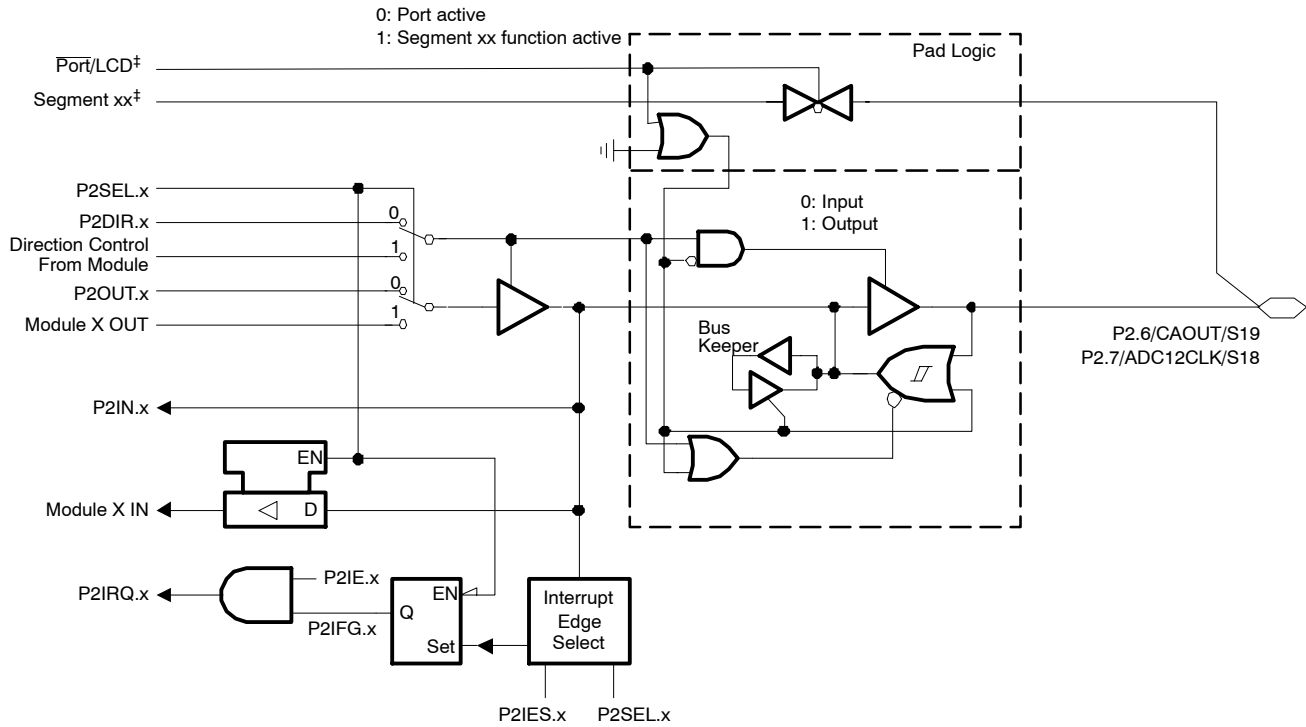 0: Port active
1: Segment xx function active
Pad Logic
Port/LCD‡
Segment xx‡
P2SEL.x
P2DIR.x
0
Direction Control
From Module
1
P2OUT.x
0
Module X OUT
1
0: Input
1: Output
Bus
Keeper
P2.6/CAOUT/S19
P2.7/ADC12CLK/S18
P2IN.x
EN
Module X IN
D
P2IRQ.x
P2IE.x
P2IFG.x
EN
Q
Set
Interrupt
Edge
Select
P2IES.x
P2SEL.x